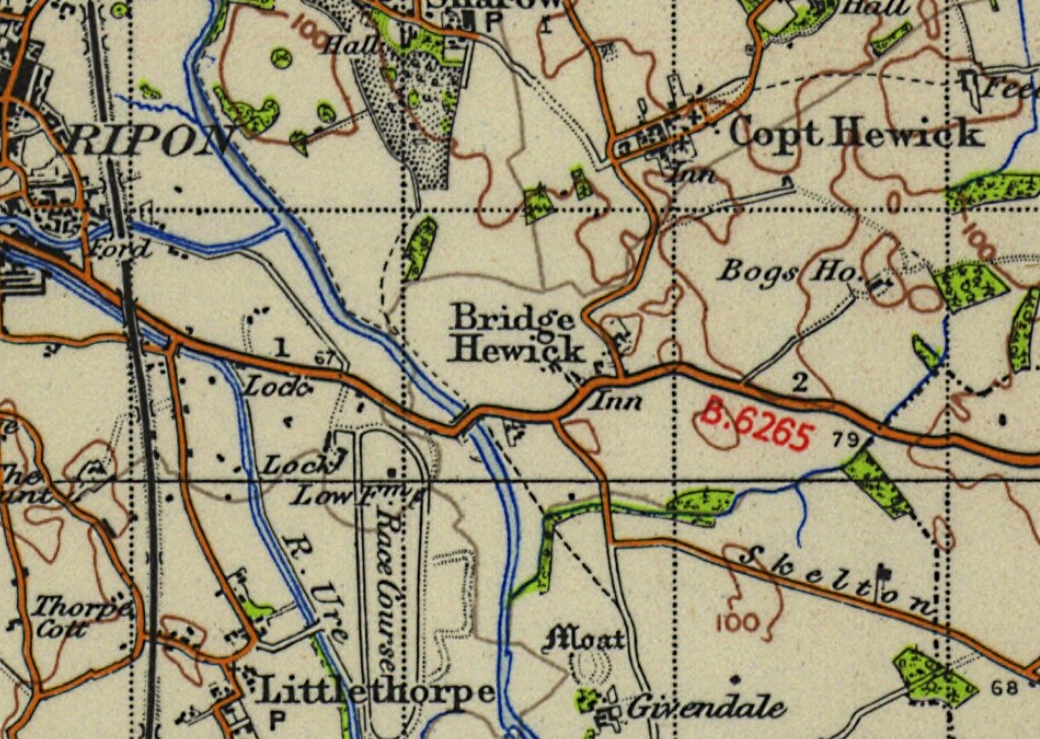 Sharow
P
Hall
100
Hall
1
RIPON
Copt Hewick
Inn
Ford
100
Bogs Ho.
Bridge
Hewick
1
67
Lock
Inn
2
B.6265
79
Lock
Low Fm
Race Course
R. Ure
Skelton
Thorpe
Cott
100
Moat
Littlethorpe
P
Givendale
68